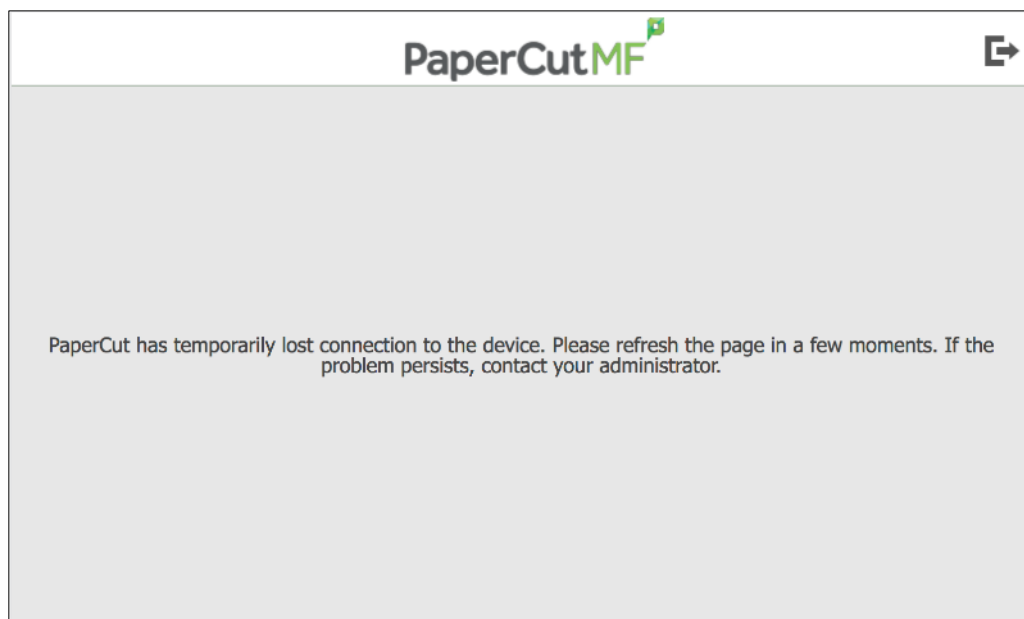 PaperCutMF
PaperCut has temporarily lost connection to the device. Please refresh the page in a few moments. If the
problem persists, contact your administrator.